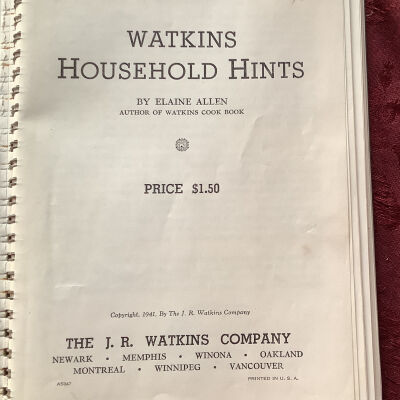 WATKINS
HOUSEHOLD HINTS
BY ELAINE ALLEN
AUTHOR OF WATKINS COOK BOOK
PRICE $1.50
Copyright, 1941, By The J. R. Watkins Company
THE J. R. WATKINS COMPANY
NEWARK • MEMPHIS • WINONA • OAKLAND
MONTREAL • WINNIPEG • VANCOUVER
PRINTED IN U. S. A.